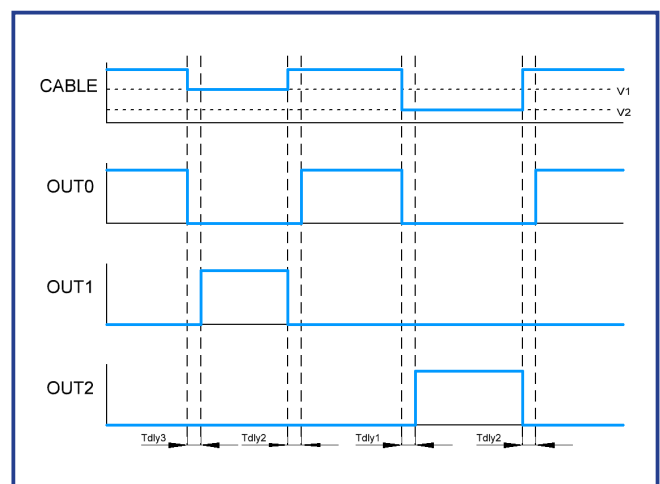 CABLE
V1
V2
OUT0
OUT1
OUT2
Tdly3 Tdly2 Tdly1 Tdly2